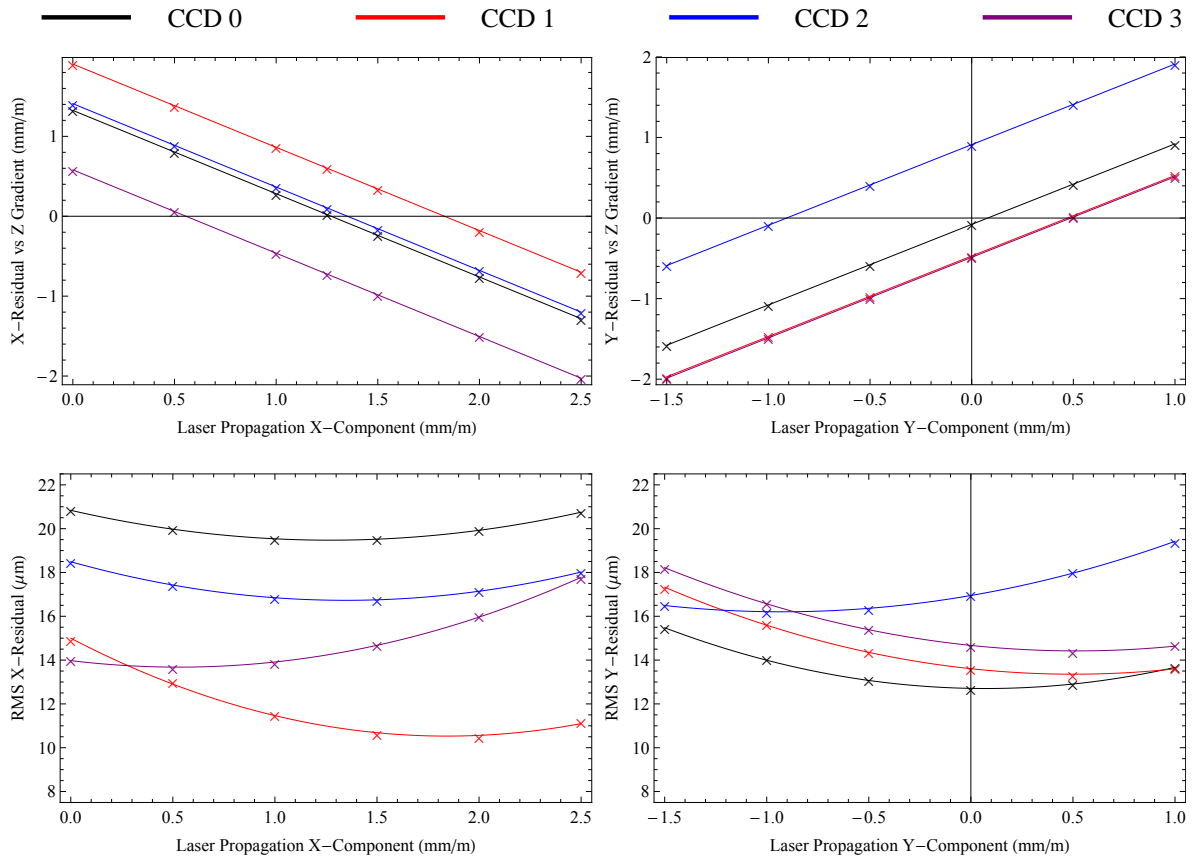 CCD 0 CCD 1 CCD 2 CCD 3
X−Residual vs Z Gradient (mm/m)
1
0
−1
−2
0.0 0.5 1.0 1.5 2.0 2.5
Laser Propagation X−Component (mm/m)
Y−Residual vs Z Gradient (mm/m)
2
1
0
−1
−2
−1.5 −1.0 −0.5 0.0 0.5 1.0
Laser Propagation Y−Component (mm/m)
RMS X−Residual (μm)
22
20
18
16
14
12
10
8
0.0 0.5 1.0 1.5 2.0 2.5
Laser Propagation X−Component (mm/m)
RMS Y−Residual (μm)
22
20
18
16
14
12
10
8
−1.5 −1.0 −0.5 0.0 0.5 1.0
Laser Propagation Y−Component (mm/m)